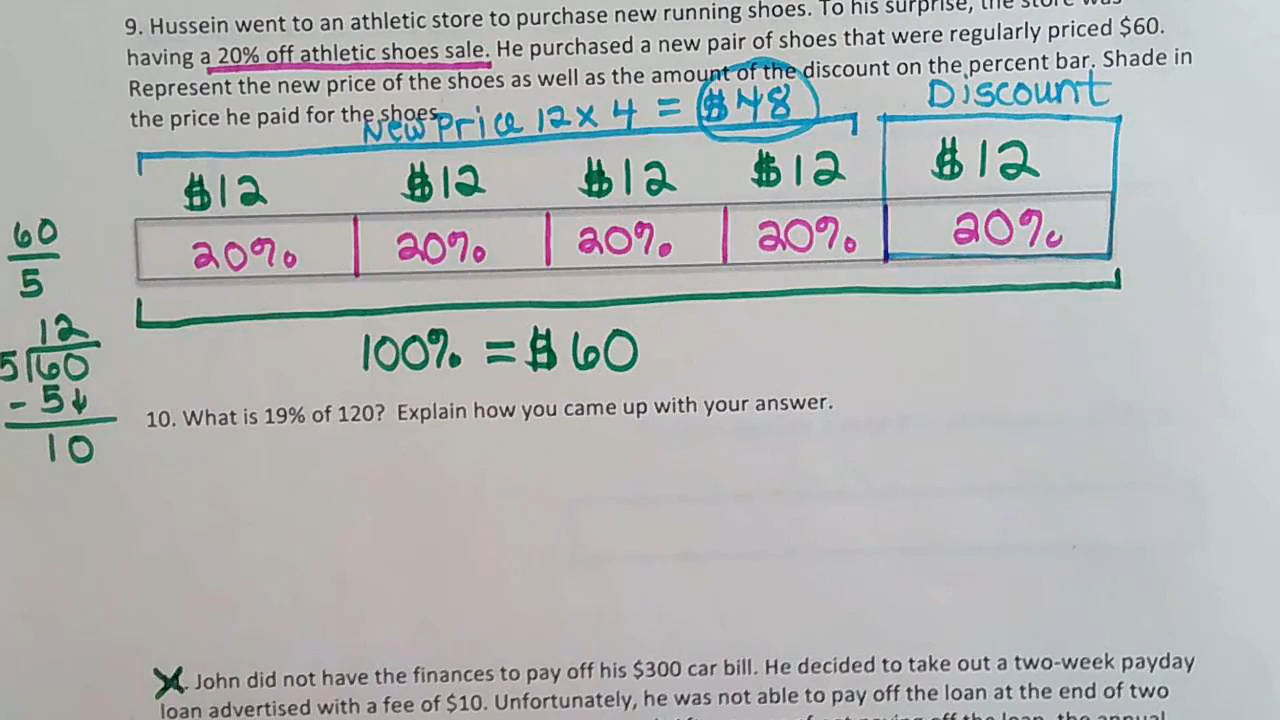 9. Hussein went to an athletic store to purchase new running shoes. To his surprise, the store was
having a 20% off athletic shoes sale. He purchased a new pair of shoes that were regularly priced $60.
Represent the new price of the shoes as well as the amount of the discount on the percent bar. Shade in
the price he paid for the shoes.
New Price 12 x 4 = $48
Discount
$12 $12 $12 $12 $12
20% 20% 20% 20% 20%
60
5
100% = $60
12
5 60
- 5
10
10. What is 19% of 120? Explain how you came up with your answer.
John did not have the finances to pay off his $300 car bill. He decided to take out a two-week payday
loan advertised with a fee of $10. Unfortunately, he was not able to pay off the loan at the end of two
off the loan, the annual